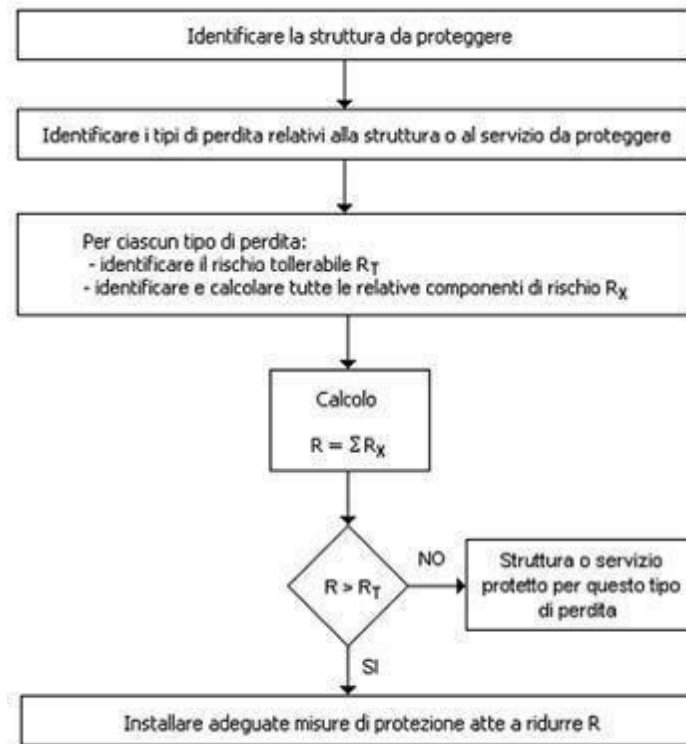 Identificare la struttura da proteggere
Identificare i tipi di perdita relativi alla struttura o al servizio da proteggere
Per ciascun tipo di perdita:
- identificare il rischio tollerabile RT
- identificare e calcolare tutte le relative componenti di rischio RX
Calcolo
R = ΣRX
R > RT
NO
Struttura o servizio
protetto per questo tipo
di perdita
SI
Installare adeguate misure di protezione atte a ridurre R